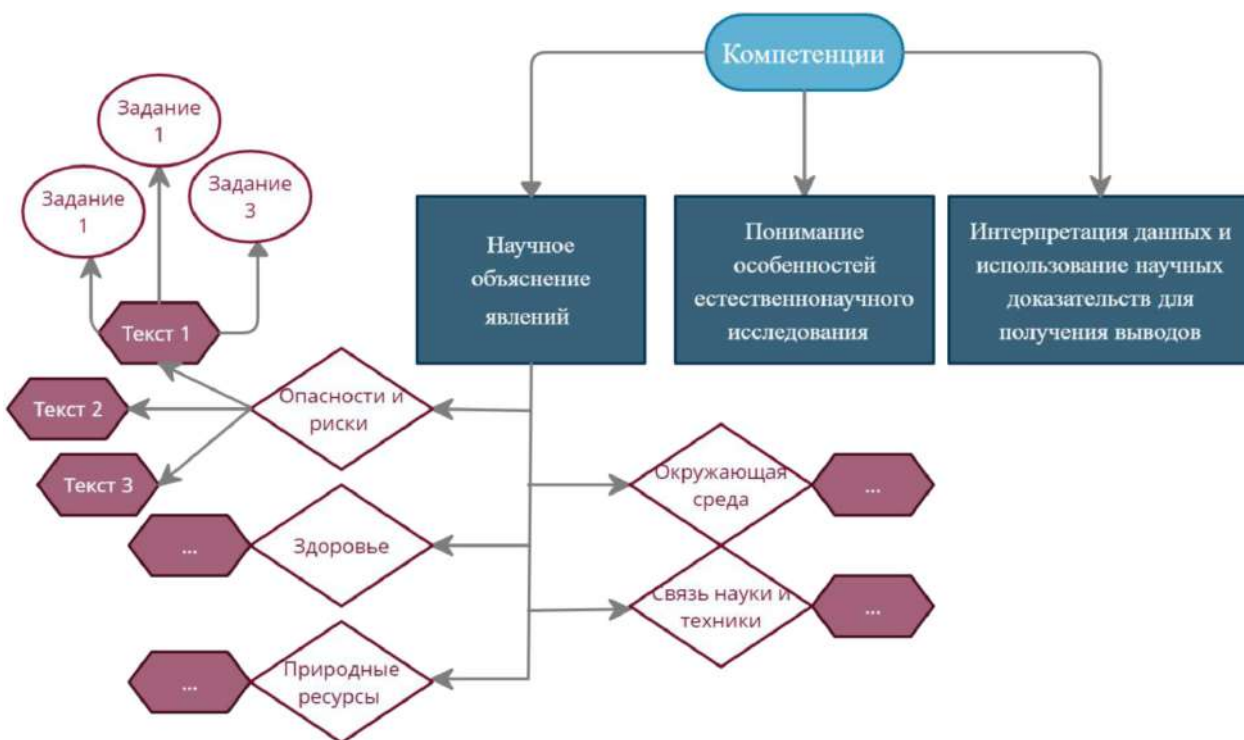 Компетенции
Задание
1
Задание
1
Задание
3
Научное
объяснение
явлений
Понимание
особенностей
естественнонаучного
исследования
Интерпретация данных и
использование научных
доказательств для
получения выводов
Текст 1
Текст 2
Текст 3
Опасности и
риски
Окружающая
среда
...
...
Здоровье
Связь науки и
техники
...
...
Природные
ресурсы